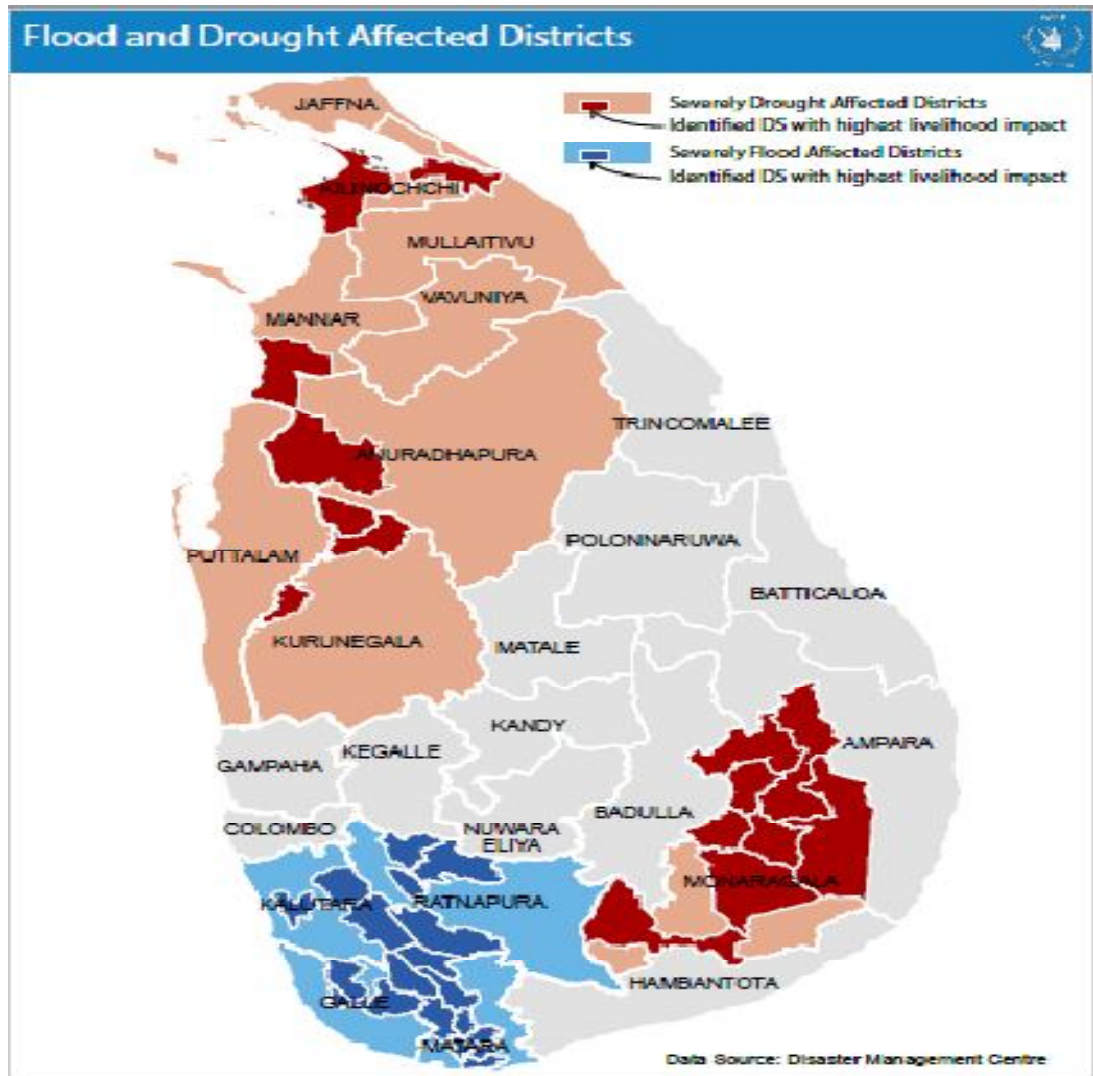 Flood and Drought Affected Districts
Severely Drought Affected Districts
Identified DS with highest livelihood impact
Severely Flood Affected Districts
Identified DS with highest livelihood impact
JAFFNA
KILINOCHCHI
MULLAITIVU
VAVUNIYA
MANNAR
TRINCOMALEE
ANURADHAPURA
POLONNARUWA
PUTTALAM
BATTICALOA
KURUNEGALA
MATALE
KANDY
AMPARA
KEGALLE
GAMPAHA
BADULLA
COLOMBO
NUWARA
ELIYA
MONARAGALA
KALUTARA
RATNAPURA
HAMBANTOTA
GALLE
MATARA
Data Source: Disaster Management Centre